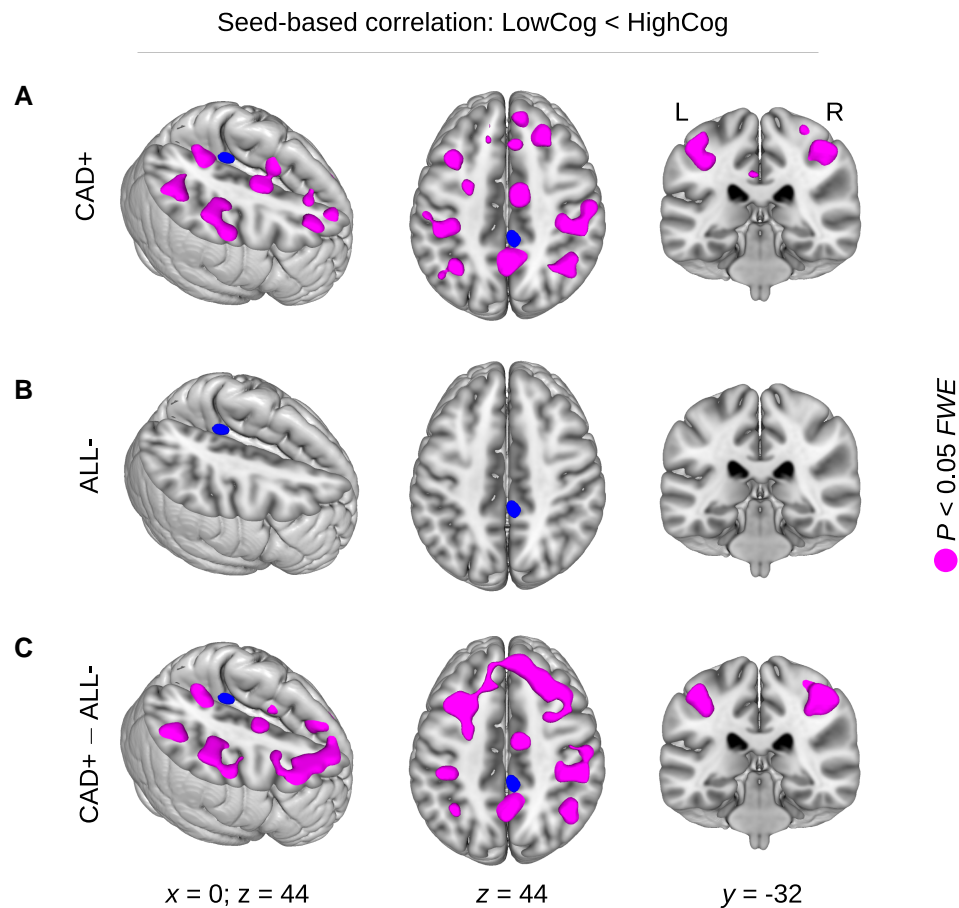 Seed-based correlation: LowCog < HighCog
A
CAD+
L
R
B
ALL-
P < 0.05 FWE
C
CAD+ – ALL-
x = 0; z = 44
z = 44
y = -32